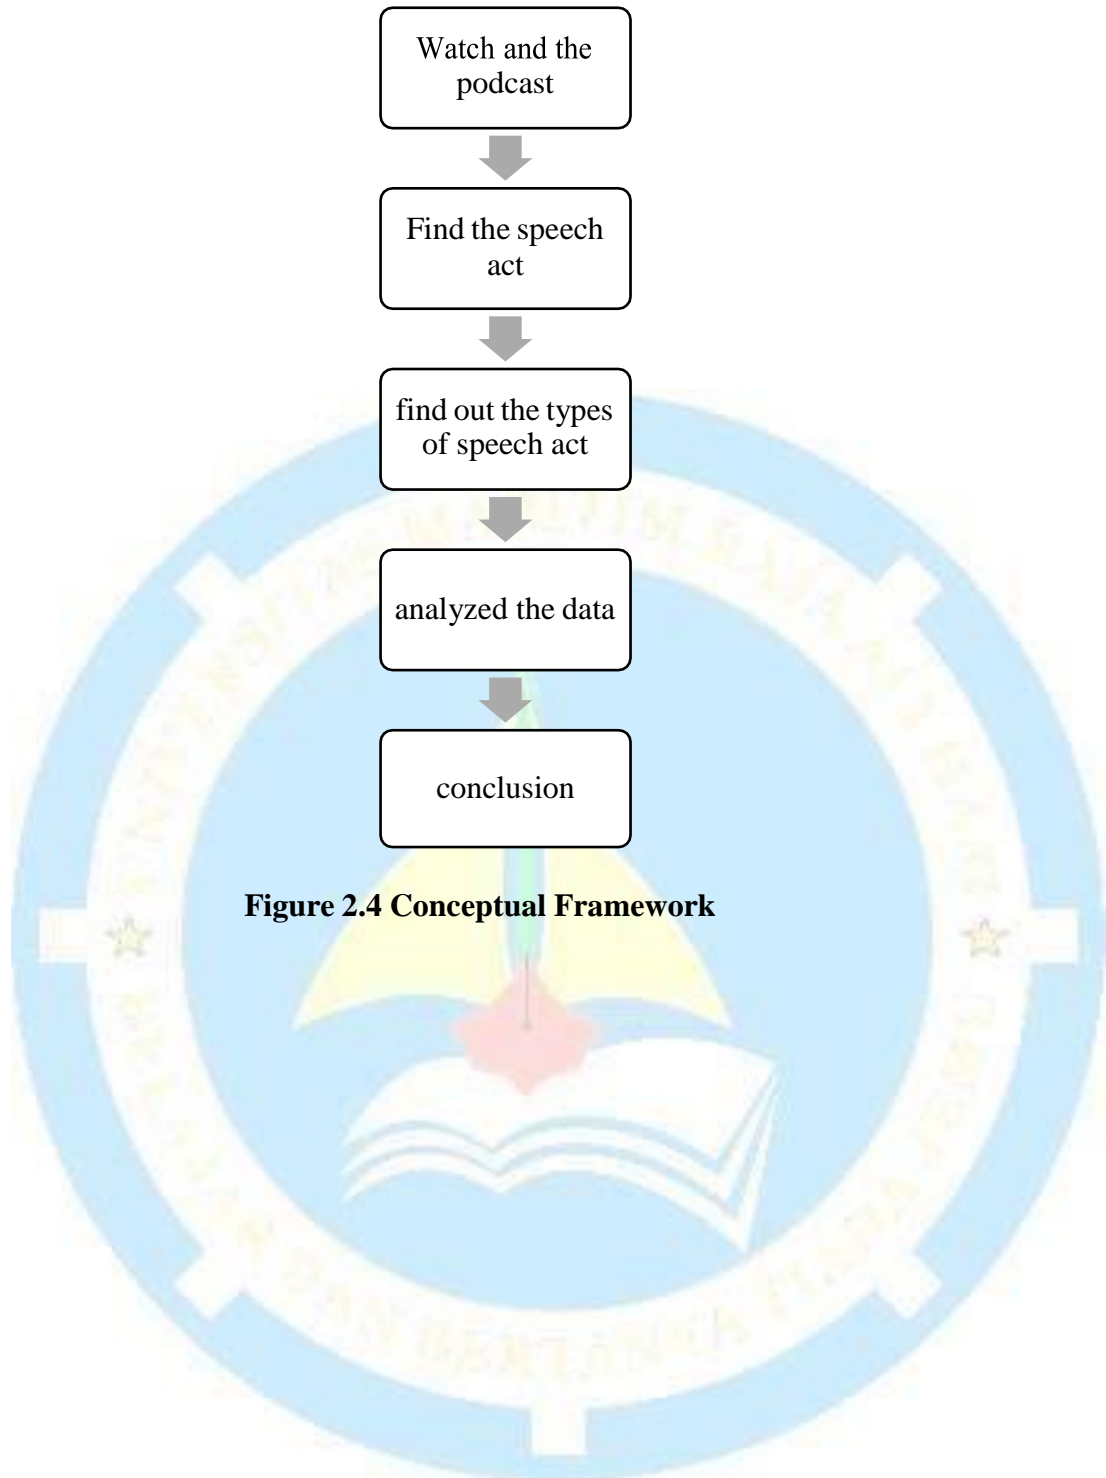 Watch and the
podcast
Find the speech
act
find out the types
of speech act
analyzed the data
conclusion
Figure 2.4 Conceptual Framework